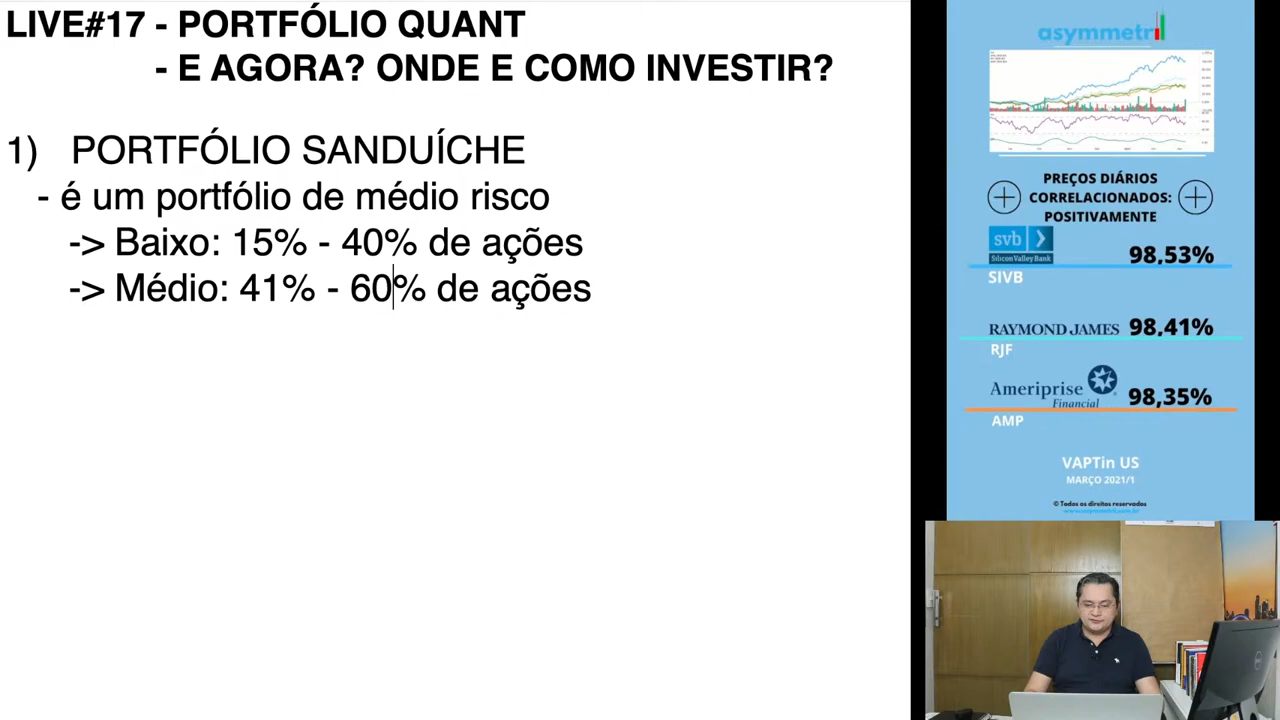 LIVE#17 - PORTFÓLIO QUANT
- E AGORA? ONDE E COMO INVESTIR?
1) PORTFÓLIO SANDUÍCHE
- é um portfólio de médio risco
-> Baixo: 15% - 40% de ações
-> Médio: 41% - 60% de ações
asymmetrii
PREÇOS DIÁRIOS
CORRELACIONADOS:
POSITIVAMENTE
svb
Silicon Valley Bank
98,53%
SIVB
RAYMOND JAMES 98,41%
RJF
Ameriprise
Financial
98,35%
AMP
VAPTin US
MARÇO 2021/1
© Todos os direitos reservados